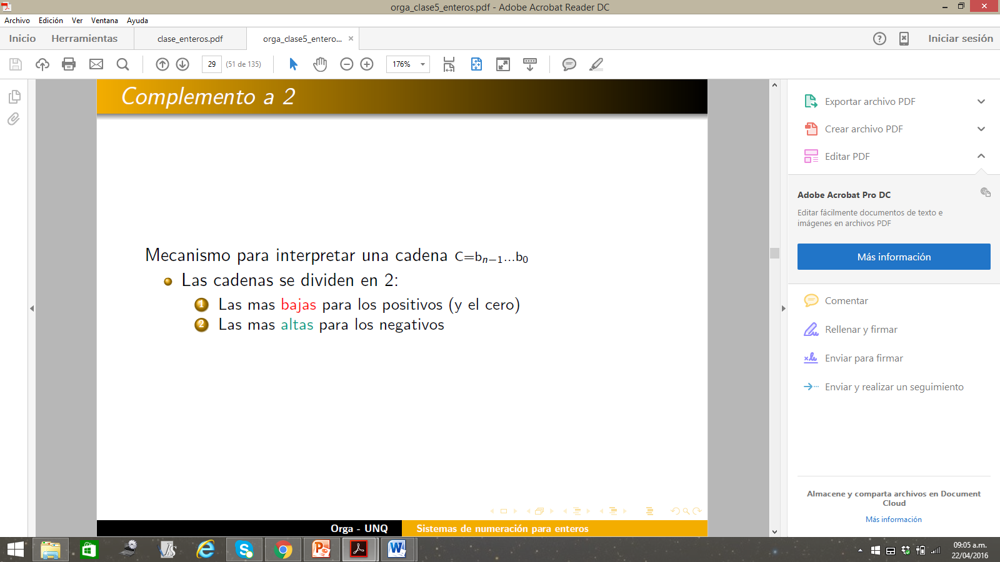 orga_clase5_enteros.pdf - Adobe Acrobat Reader DC
Archivo Edición Ver Ventana Ayuda
Inicio Herramientas clase_enteros.pdf orga_clase5_entero... × Iniciar sesión
29 (51 de 135) 176%
Complemento a 2
Mecanismo para interpretar una cadena C=bn−1...b0
Las cadenas se dividen en 2:
1 Las mas bajas para los positivos (y el cero)
2 Las mas altas para los negativos
Orga - UNQ Sistemas de numeración para enteros
Exportar archivo PDF
Crear archivo PDF
Editar PDF
Adobe Acrobat Pro DC
Editar fácilmente documentos de texto e
imágenes en archivos PDF
Más información
Comentar
Rellenar y firmar
Enviar para firmar
Enviar y realizar un seguimiento
Almacene y comparta archivos en Document
Cloud
Más información
09:05 a.m.
22/04/2016